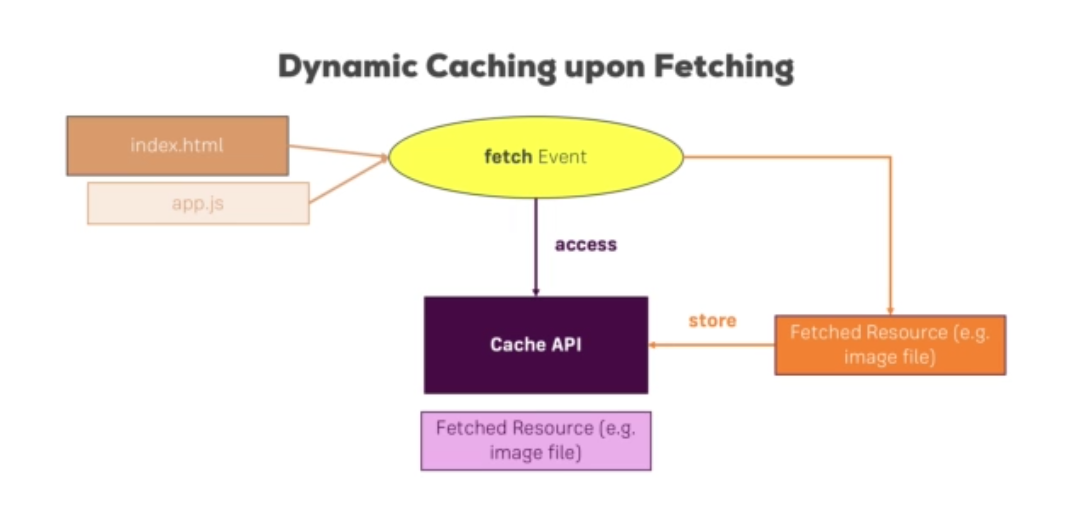 Dynamic Caching upon Fetching
index.html
app.js
fetch Event
access
Cache API
store
Fetched Resource (e.g.
image file)
Fetched Resource (e.g.
image file)